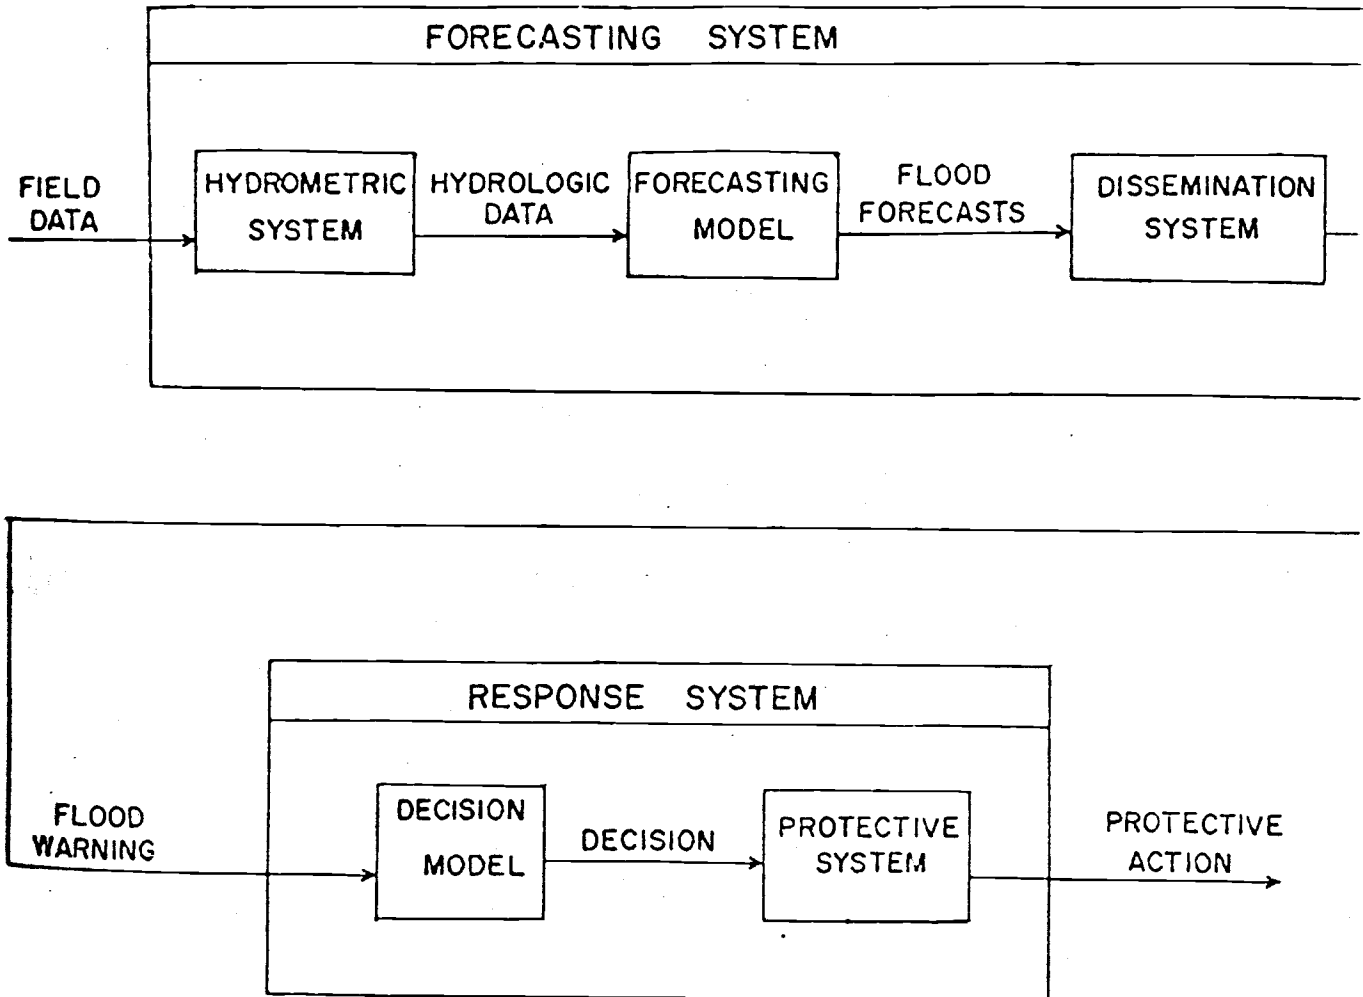 FORECASTING SYSTEM
FIELD
DATA
HYDROMETRIC
SYSTEM
HYDROLOGIC
DATA
FORECASTING
MODEL
FLOOD
FORECASTS
DISSEMINATION
SYSTEM
RESPONSE SYSTEM
FLOOD
WARNING
DECISION
MODEL
DECISION
PROTECTIVE
SYSTEM
PROTECTIVE
ACTION